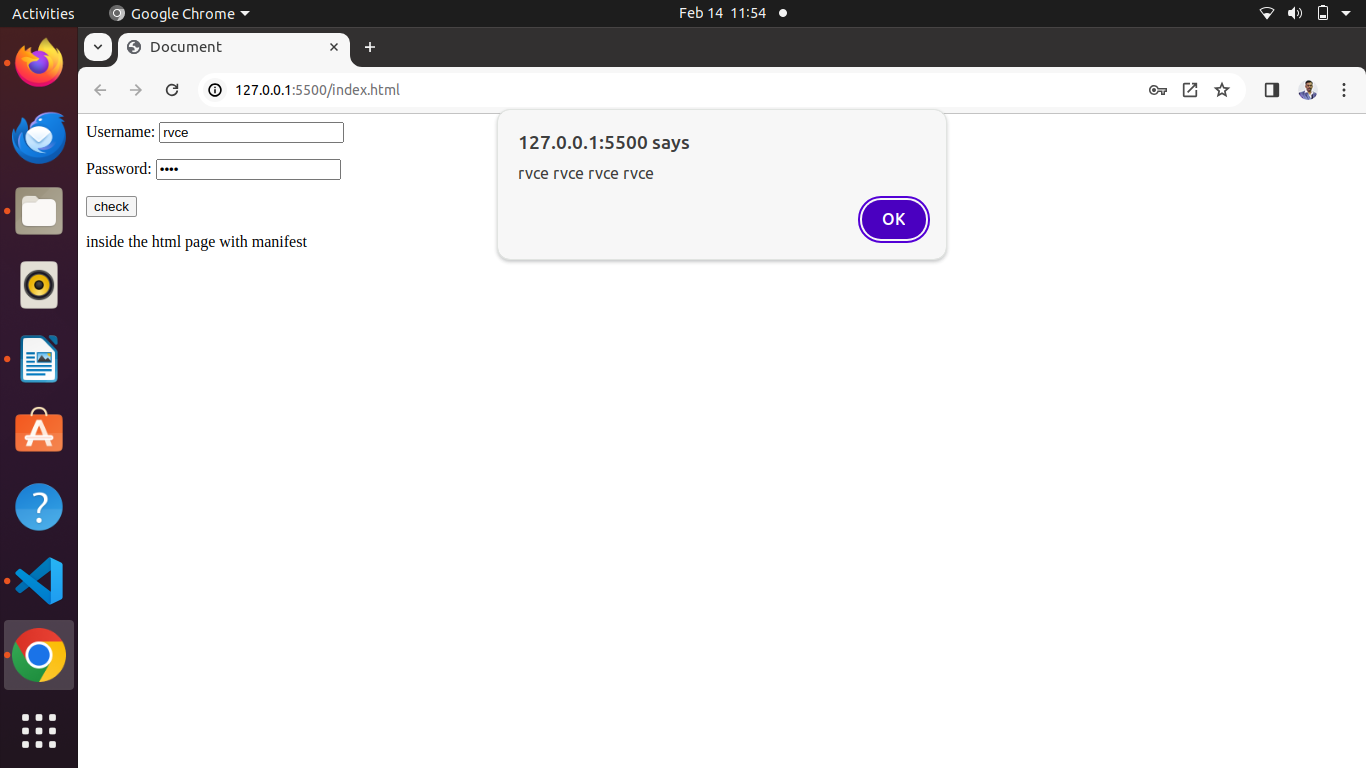 Activities Google Chrome Feb 14 11:54
Document
127.0.0.1:5500/index.html
Username: rvce
Password: ••••
check
inside the html page with manifest
127.0.0.1:5500 says
rvce rvce rvce rvce
OK